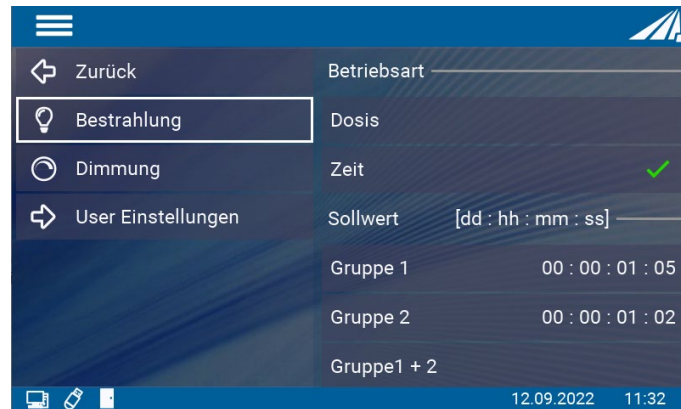 Zurück
Bestrahlung
Dimmung
User Einstellungen
Betriebsart
Dosis
Zeit
Sollwert [dd : hh : mm : ss]
Gruppe 1 00 : 00 : 01 : 05
Gruppe 2 00 : 00 : 01 : 02
Gruppe1 + 2
12.09.2022 11:32